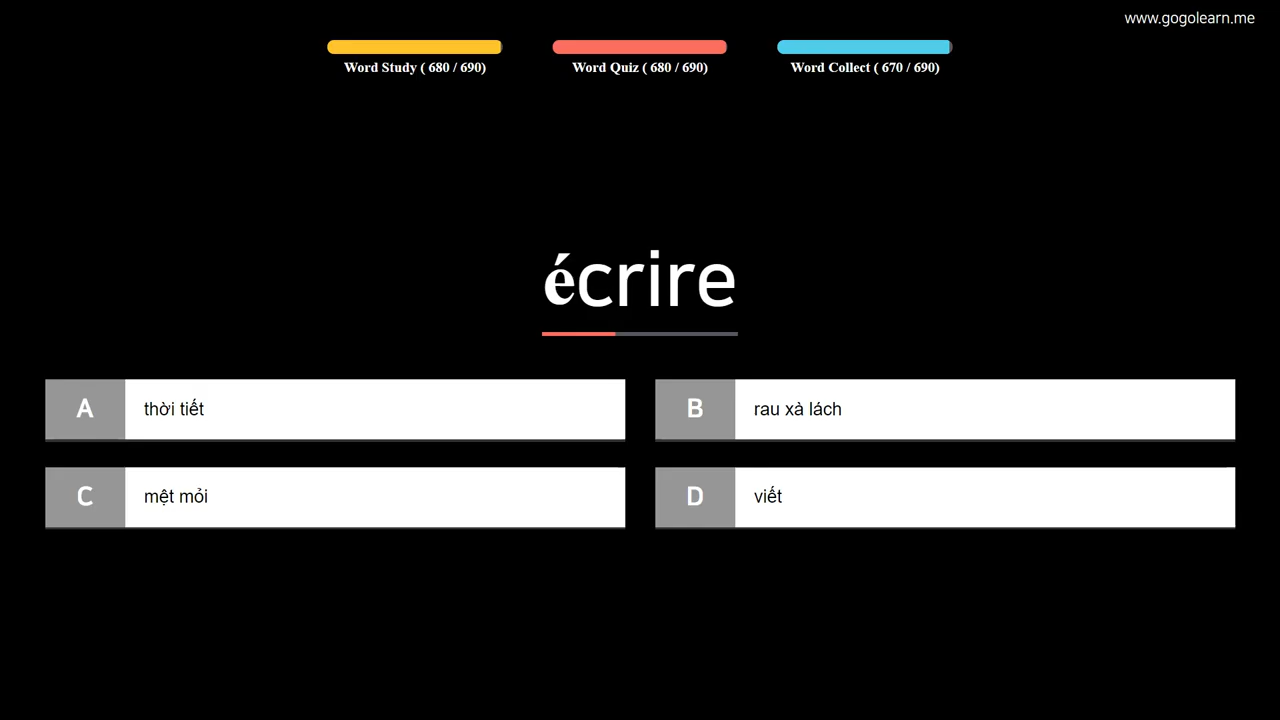 www.gogolearn.me
Word Study ( 680 / 690)
Word Quiz ( 680 / 690)
Word Collect ( 670 / 690)
écrire
A thời tiết
B rau xà lách
C mệt mỏi
D viết